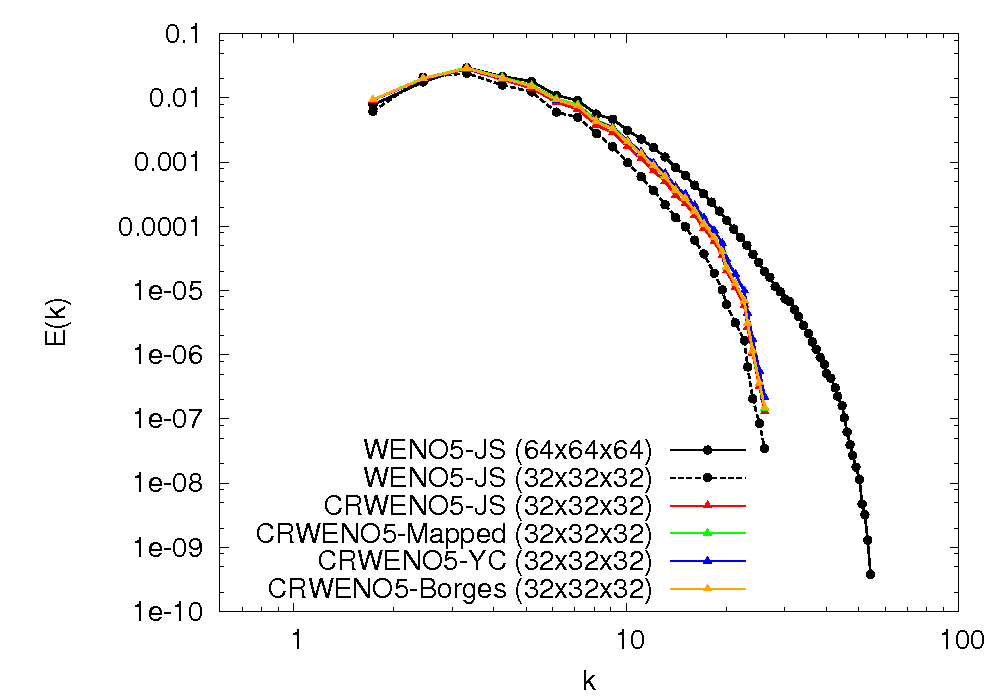 0.1
0.01
0.001
0.0001
1e-05
1e-06
1e-07
1e-08
1e-09
1e-10
E(k)
WENO5-JS (64x64x64)
WENO5-JS (32x32x32)
CRWENO5-JS (32x32x32)
CRWENO5-Mapped (32x32x32)
CRWENO5-YC (32x32x32)
CRWENO5-Borges (32x32x32)
1 10 100
k